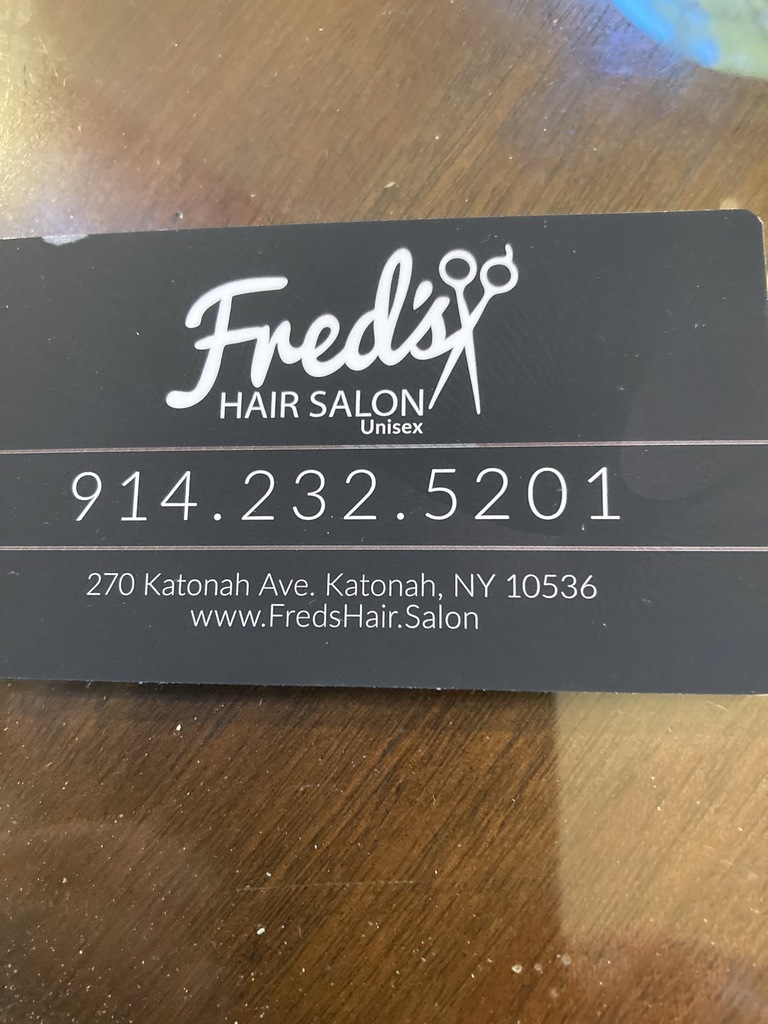 Fred's
HAIR SALON
Unisex
914.232.5201
270 Katonah Ave. Katonah, NY 10536
www.FredsHair.Salon